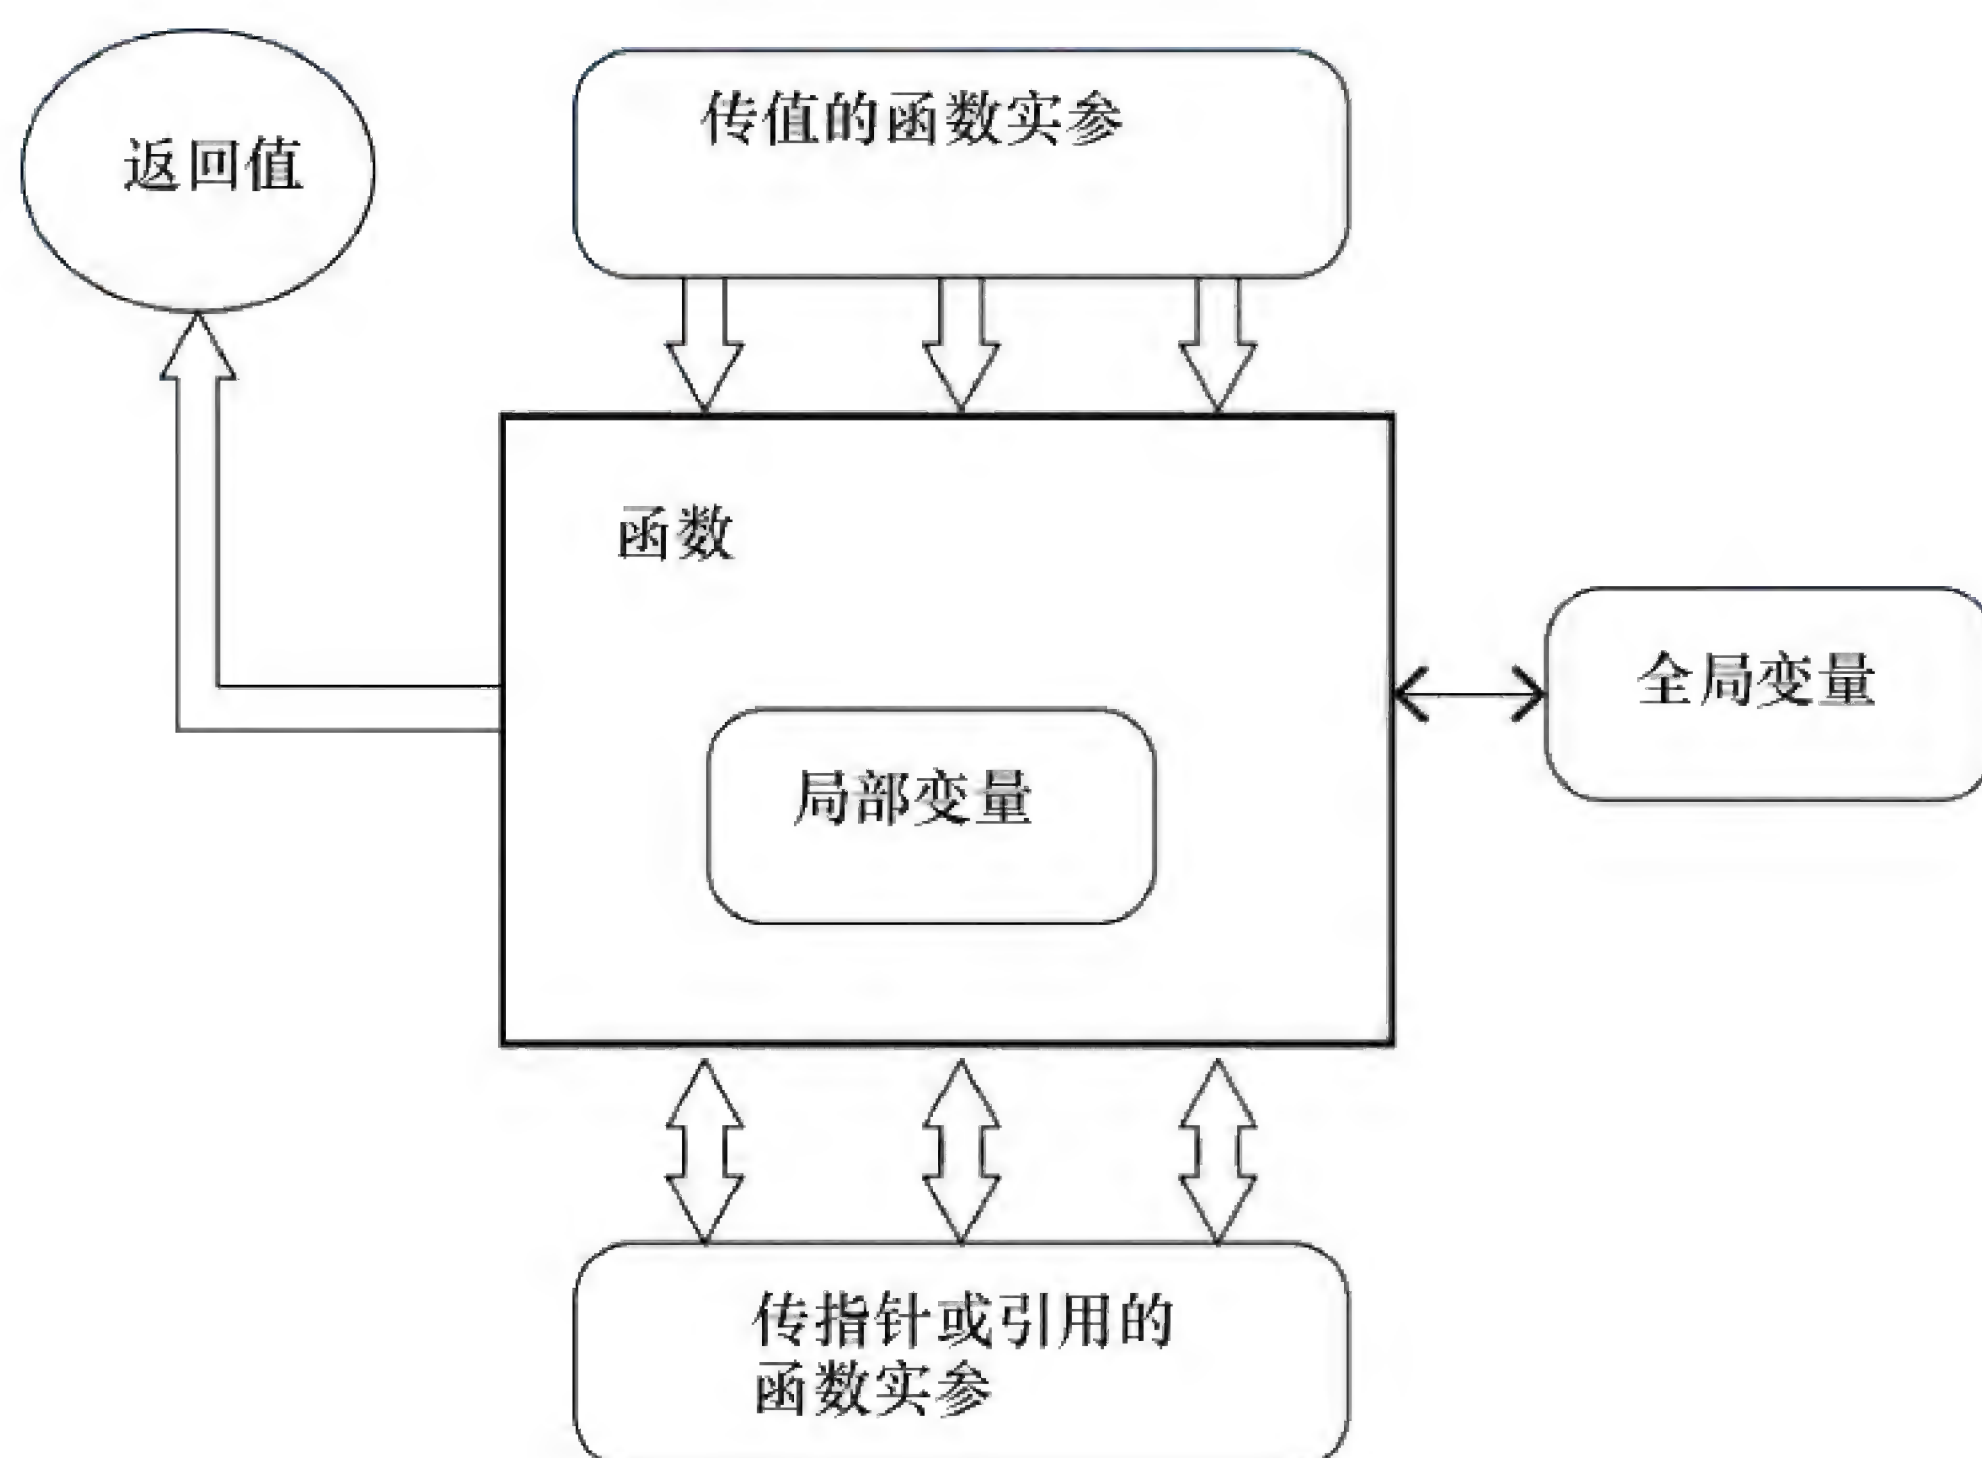 返回值
传值的函数实参
函数
全局变量
局部变量
传指针或引用的
函数实参